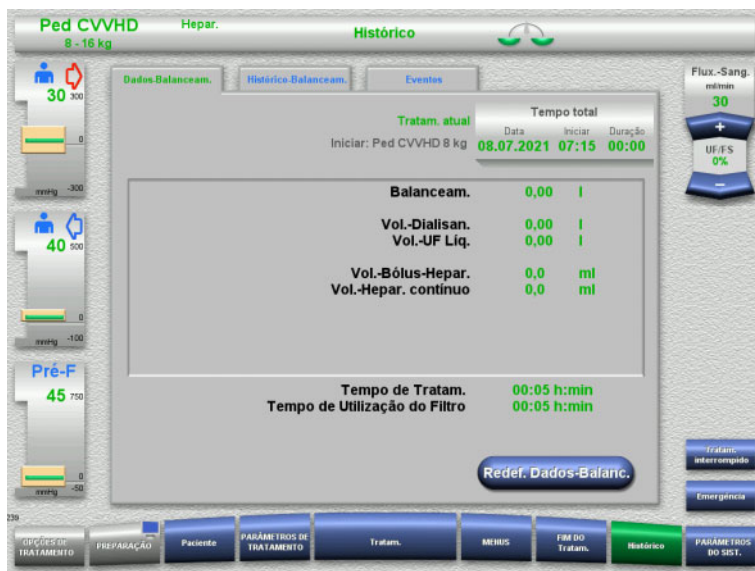 Ped CVVHD Hepar. Histórico
8 - 16 kg
30 300
0
mmHg -300
40 500
0
mmHg -100
Pré-F
45 750
0
mmHg -50
Dados-Balanceam. Histórico-Balanceam. Eventos
Tratam. atual Tempo total
Data Iniciar Duração
Iniciar: Ped CVVHD 8 kg 08.07.2021 07:15 00:00
Balanceam. 0,00 l
Vol.-Dialisan. 0,00 l
Vol.-UF Líq. 0,00 l
Vol.-Bólus-Hepar. 0,0 ml
Vol.-Hepar. contínuo 0,0 ml
Tempo de Tratam. 00:05 h:min
Tempo de Utilização do Filtro 00:05 h:min
Redef. Dados-Balanc.
Flux.-Sang.
ml/min
30
+
UF/FS
0%
−
Tratam.
interrompido
Emergência
239
OPÇÕES DE
TRATAMENTO
PREPARAÇÃO
Paciente
PARÂMETROS DE
TRATAMENTO
Tratam.
MENUS
FIM DO
Tratam.
Histórico
PARÂMETROS
DO SIST.